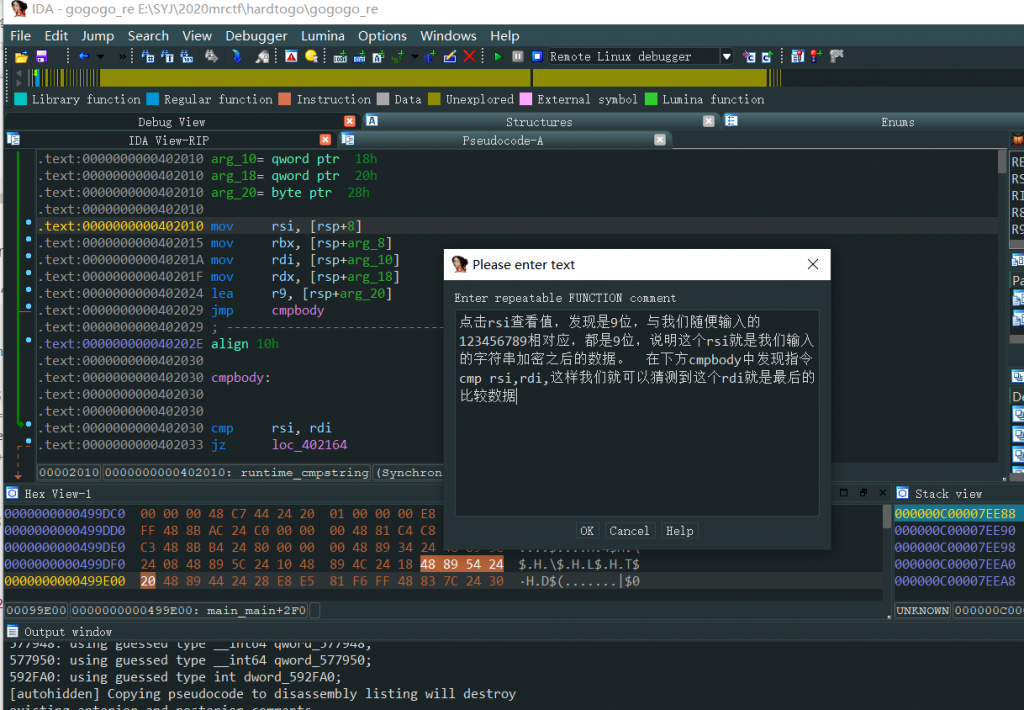 IDA - gogogo_re E:\SYJ\2020mrctf\hardtogo\gogogo_re
File Edit Jump Search View Debugger Lumina Options Windows Help
Remote Linux debugger
Library function Regular function Instruction Data Unexplored External symbol Lumina function
Debug View Structures Enums
IDA View-RIP Pseudocode-A
.text:0000000000402010 arg_10= qword ptr 18h
.text:0000000000402010 arg_18= qword ptr 20h
.text:0000000000402010 arg_20= byte ptr 28h
.text:0000000000402010
.text:0000000000402010 mov rsi, [rsp+8]
.text:0000000000402015 mov rbx, [rsp+arg_8]
.text:000000000040201A mov rdi, [rsp+arg_10]
.text:000000000040201F mov rdx, [rsp+arg_18]
.text:0000000000402024 lea r9, [rsp+arg_20]
.text:0000000000402029 jmp cmpbody
.text:0000000000402029 ; ---------------------------
.text:000000000040202E align 10h
.text:0000000000402030
.text:0000000000402030 cmpbody:
.text:0000000000402030
.text:0000000000402030
.text:0000000000402030 cmp rsi, rdi
.text:0000000000402033 jz loc_402164
00002010 0000000000402010: runtime_cmpstring (Synchron
Please enter text
Enter repeatable FUNCTION comment
点击rsi查看值，发现是9位，与我们随便输入的
123456789相对应，都是9位，说明这个rsi就是我们输入
的字符串加密之后的数据。 在下方cmpbody中发现指令
cmp rsi,rdi,这样我们就可以猜测到这个rdi就是最后的
比较数据
OK Cancel Help
Hex View-1
0000000000499DC0 00 00 00 48 C7 44 24 20 01 00 00 00 E8
0000000000499DD0 FF 48 8B AC 24 C0 00 00 00 48 81 C4 C8
0000000000499DE0 C3 48 8B B4 24 80 00 00 00 48 89 34 24
0000000000499DF0 24 08 48 89 5C 24 10 48 89 4C 24 18 48 89 54 24 $.H.\$.H.L$.H.T$
0000000000499E00 20 48 89 44 24 28 E8 E5 81 F6 FF 48 83 7C 24 30 ·H.D$(.......|$0
00099E00 0000000000499E00: main_main+2F0
Stack view
000000C00007EE88
000000C00007EE90
000000C00007EE98
000000C00007EEA0
000000C00007EEA8
UNKNOWN 000000C00
Output window
577948: using guessed type __int64 qword_577948;
577950: using guessed type __int64 qword_577950;
592FA0: using guessed type int dword_592FA0;
[autohidden] Copying pseudocode to disassembly listing will destroy
existing anterior and posterior comments